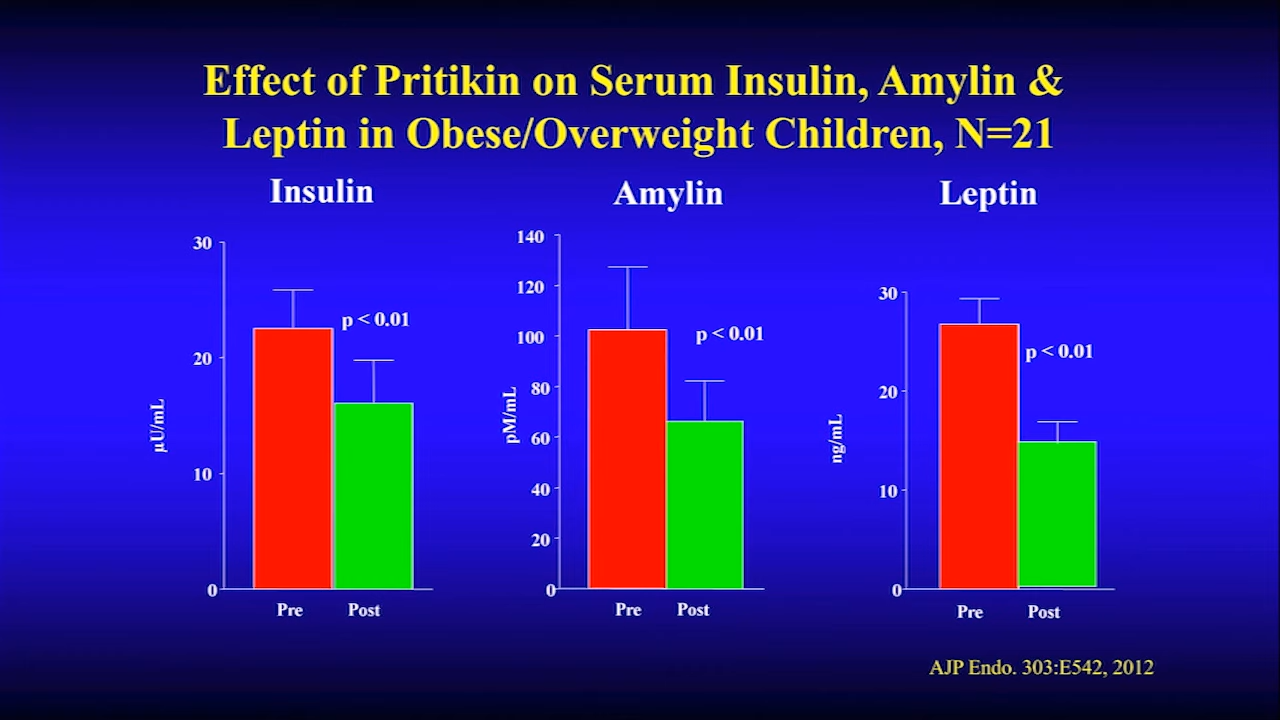 Effect of Pritikin on Serum Insulin, Amylin &
Leptin in Obese/Overweight Children, N=21
Insulin
30
20
10
0
µU/mL
p < 0.01
Pre
Post
Amylin
140
120
100
80
60
40
20
0
pM/mL
p < 0.01
Pre
Post
Leptin
30
20
10
0
ng/mL
p < 0.01
Pre
Post
AJP Endo. 303:E542, 2012